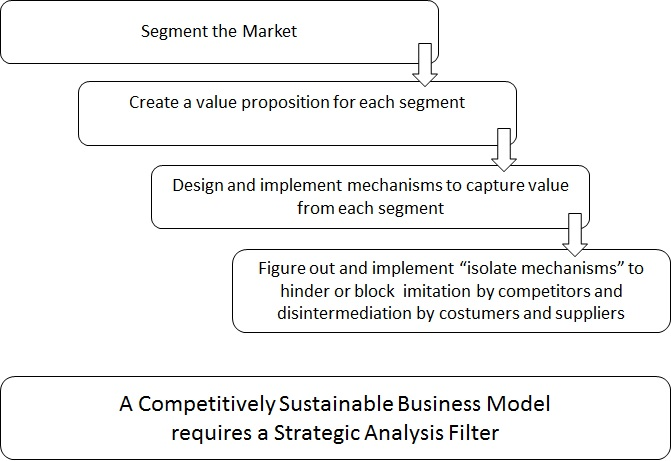 Segment the Market
Create a value proposition for each segment
Design and implement mechanisms to capture value
from each segment
Figure out and implement “isolate mechanisms” to
hinder or block imitation by competitors and
disintermediation by costumers and suppliers
A Competitively Sustainable Business Model
requires a Strategic Analysis Filter